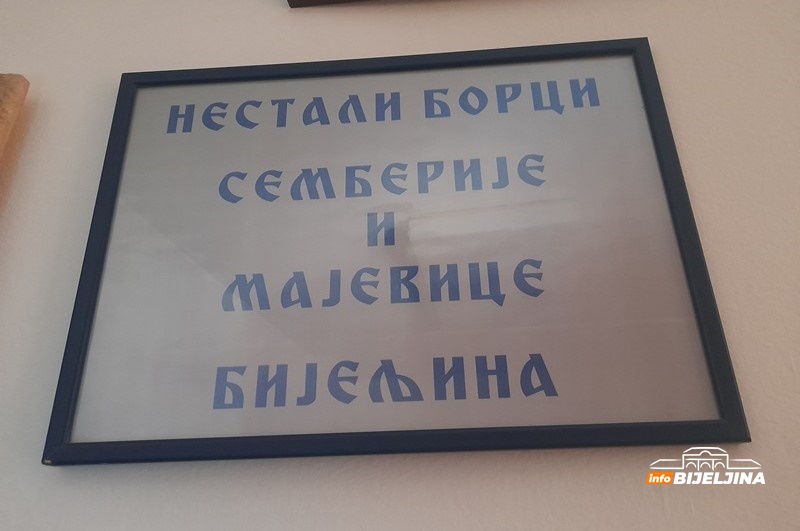 НЕСТАЛИ БОРЦИ
СЕМБЕРИЈЕ
И
МАЈЕВИЦЕ
БИЈЕЉИНА
info BIJELJINA